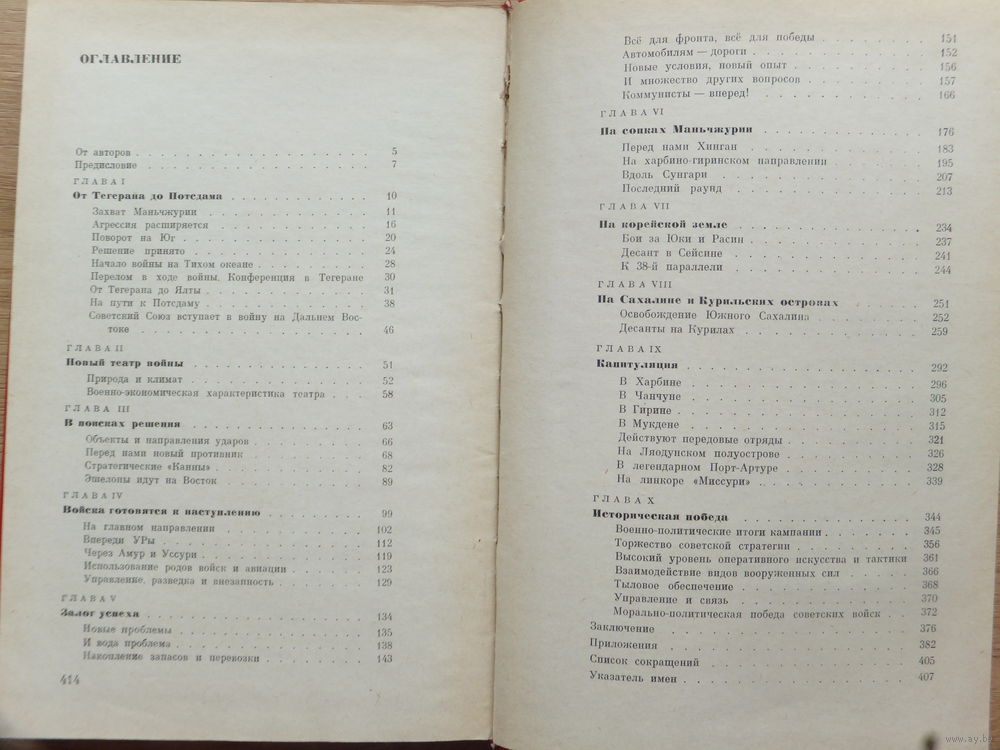 ОГЛАВЛЕНИЕ
От авторов . . . . . . . . . . . . . . . . . . 5
Предисловие . . . . . . . . . . . . . . . . . . 7
ГЛАВА I
От Тегерана до Потсдама . . . . . . . . . . . . 10
Захват Маньчжурии . . . . . . . . . . . . 11
Агрессия расширяется . . . . . . . . . . . . 16
Поворот на Юг . . . . . . . . . . . . . . 20
Решение принято . . . . . . . . . . . . . 24
Начало войны на Тихом океане . . . . . . . . 28
Перелом в ходе войны. Конференция в Тегеране 30
От Тегерана до Ялты . . . . . . . . . . . . 31
На пути к Потсдаму . . . . . . . . . . . . 38
Советский Союз вступает в войну на Дальнем Вос-
токе . . . . . . . . . . . . . . . . . . 46
ГЛАВА II
Новый театр войны . . . . . . . . . . . . . . 51
Природа и климат . . . . . . . . . . . . . 52
Военно-экономическая характеристика театра . . . 58
ГЛАВА III
В поисках решения . . . . . . . . . . . . . . 63
Объекты и направления ударов . . . . . . . . 66
Перед нами новый противник . . . . . . . . . 68
Стратегические «Канны» . . . . . . . . . . . 82
Эшелоны идут на Восток . . . . . . . . . . . 89
ГЛАВА IV
Войска готовятся к наступлению . . . . . . . . 99
На главном направлении . . . . . . . . . . . 102
Впереди УРы . . . . . . . . . . . . . . . 112
Через Амур и Уссури . . . . . . . . . . . . 119
Использование родов войск и авиации . . . . . . 123
Управление, разведка и внезапность . . . . . . . 129
ГЛАВА V
Залог успеха . . . . . . . . . . . . . . . . . 134
Новые проблемы . . . . . . . . . . . . . . 135
И вода проблема . . . . . . . . . . . . . . 138
Накопление запасов и перевозки . . . . . . . . 143
414
Всё для фронта, всё для победы . . . . . . . . 151
Автомобилям — дороги . . . . . . . . . . . . 152
Новые условия, новый опыт . . . . . . . . . . 156
И множество других вопросов . . . . . . . . . 157
Коммунисты — вперед! . . . . . . . . . . . . 166
ГЛАВА VI
На сопках Маньчжурии . . . . . . . . . . . . . 176
Перед нами Хинган . . . . . . . . . . . . . 183
На харбино-гиринском направлении . . . . . . . 195
Вдоль Сунгари . . . . . . . . . . . . . . . 207
Последний раунд . . . . . . . . . . . . . . 213
ГЛАВА VII
На корейской земле . . . . . . . . . . . . . . 234
Бои за Юки и Расин . . . . . . . . . . . . . 237
Десант в Сейсине . . . . . . . . . . . . . . 241
К 38-й параллели . . . . . . . . . . . . . . 244
ГЛАВА VIII
На Сахалине и Курильских островах . . . . . . 251
Освобождение Южного Сахалина . . . . . . . . 252
Десанты на Курилах . . . . . . . . . . . . . 259
ГЛАВА IX
Капитуляция . . . . . . . . . . . . . . . . . 292
В Харбине . . . . . . . . . . . . . . . . . 296
В Чанчуне . . . . . . . . . . . . . . . . . 305
В Гирине . . . . . . . . . . . . . . . . . 312
В Мукдене . . . . . . . . . . . . . . . . . 315
Действуют передовые отряды . . . . . . . . . . 321
На Ляодунском полуострове . . . . . . . . . . 326
В легендарном Порт-Артуре . . . . . . . . . . 328
На линкоре «Миссури» . . . . . . . . . . . . 339
ГЛАВА X
Историческая победа . . . . . . . . . . . . . . 344
Военно-политические итоги кампании . . . . . . . 345
Торжество советской стратегии . . . . . . . . . 356
Высокий уровень оперативного искусства и тактики 361
Взаимодействие видов вооруженных сил . . . . . . 366
Тыловое обеспечение . . . . . . . . . . . . . 368
Управление и связь . . . . . . . . . . . . . 370
Морально-политическая победа советских войск . . . 372
Заключение . . . . . . . . . . . . . . . . . . 376
Приложения . . . . . . . . . . . . . . . . . . 382
Список сокращений . . . . . . . . . . . . . . . 405
Указатель имен . . . . . . . . . . . . . . . . 407
www.ay.by